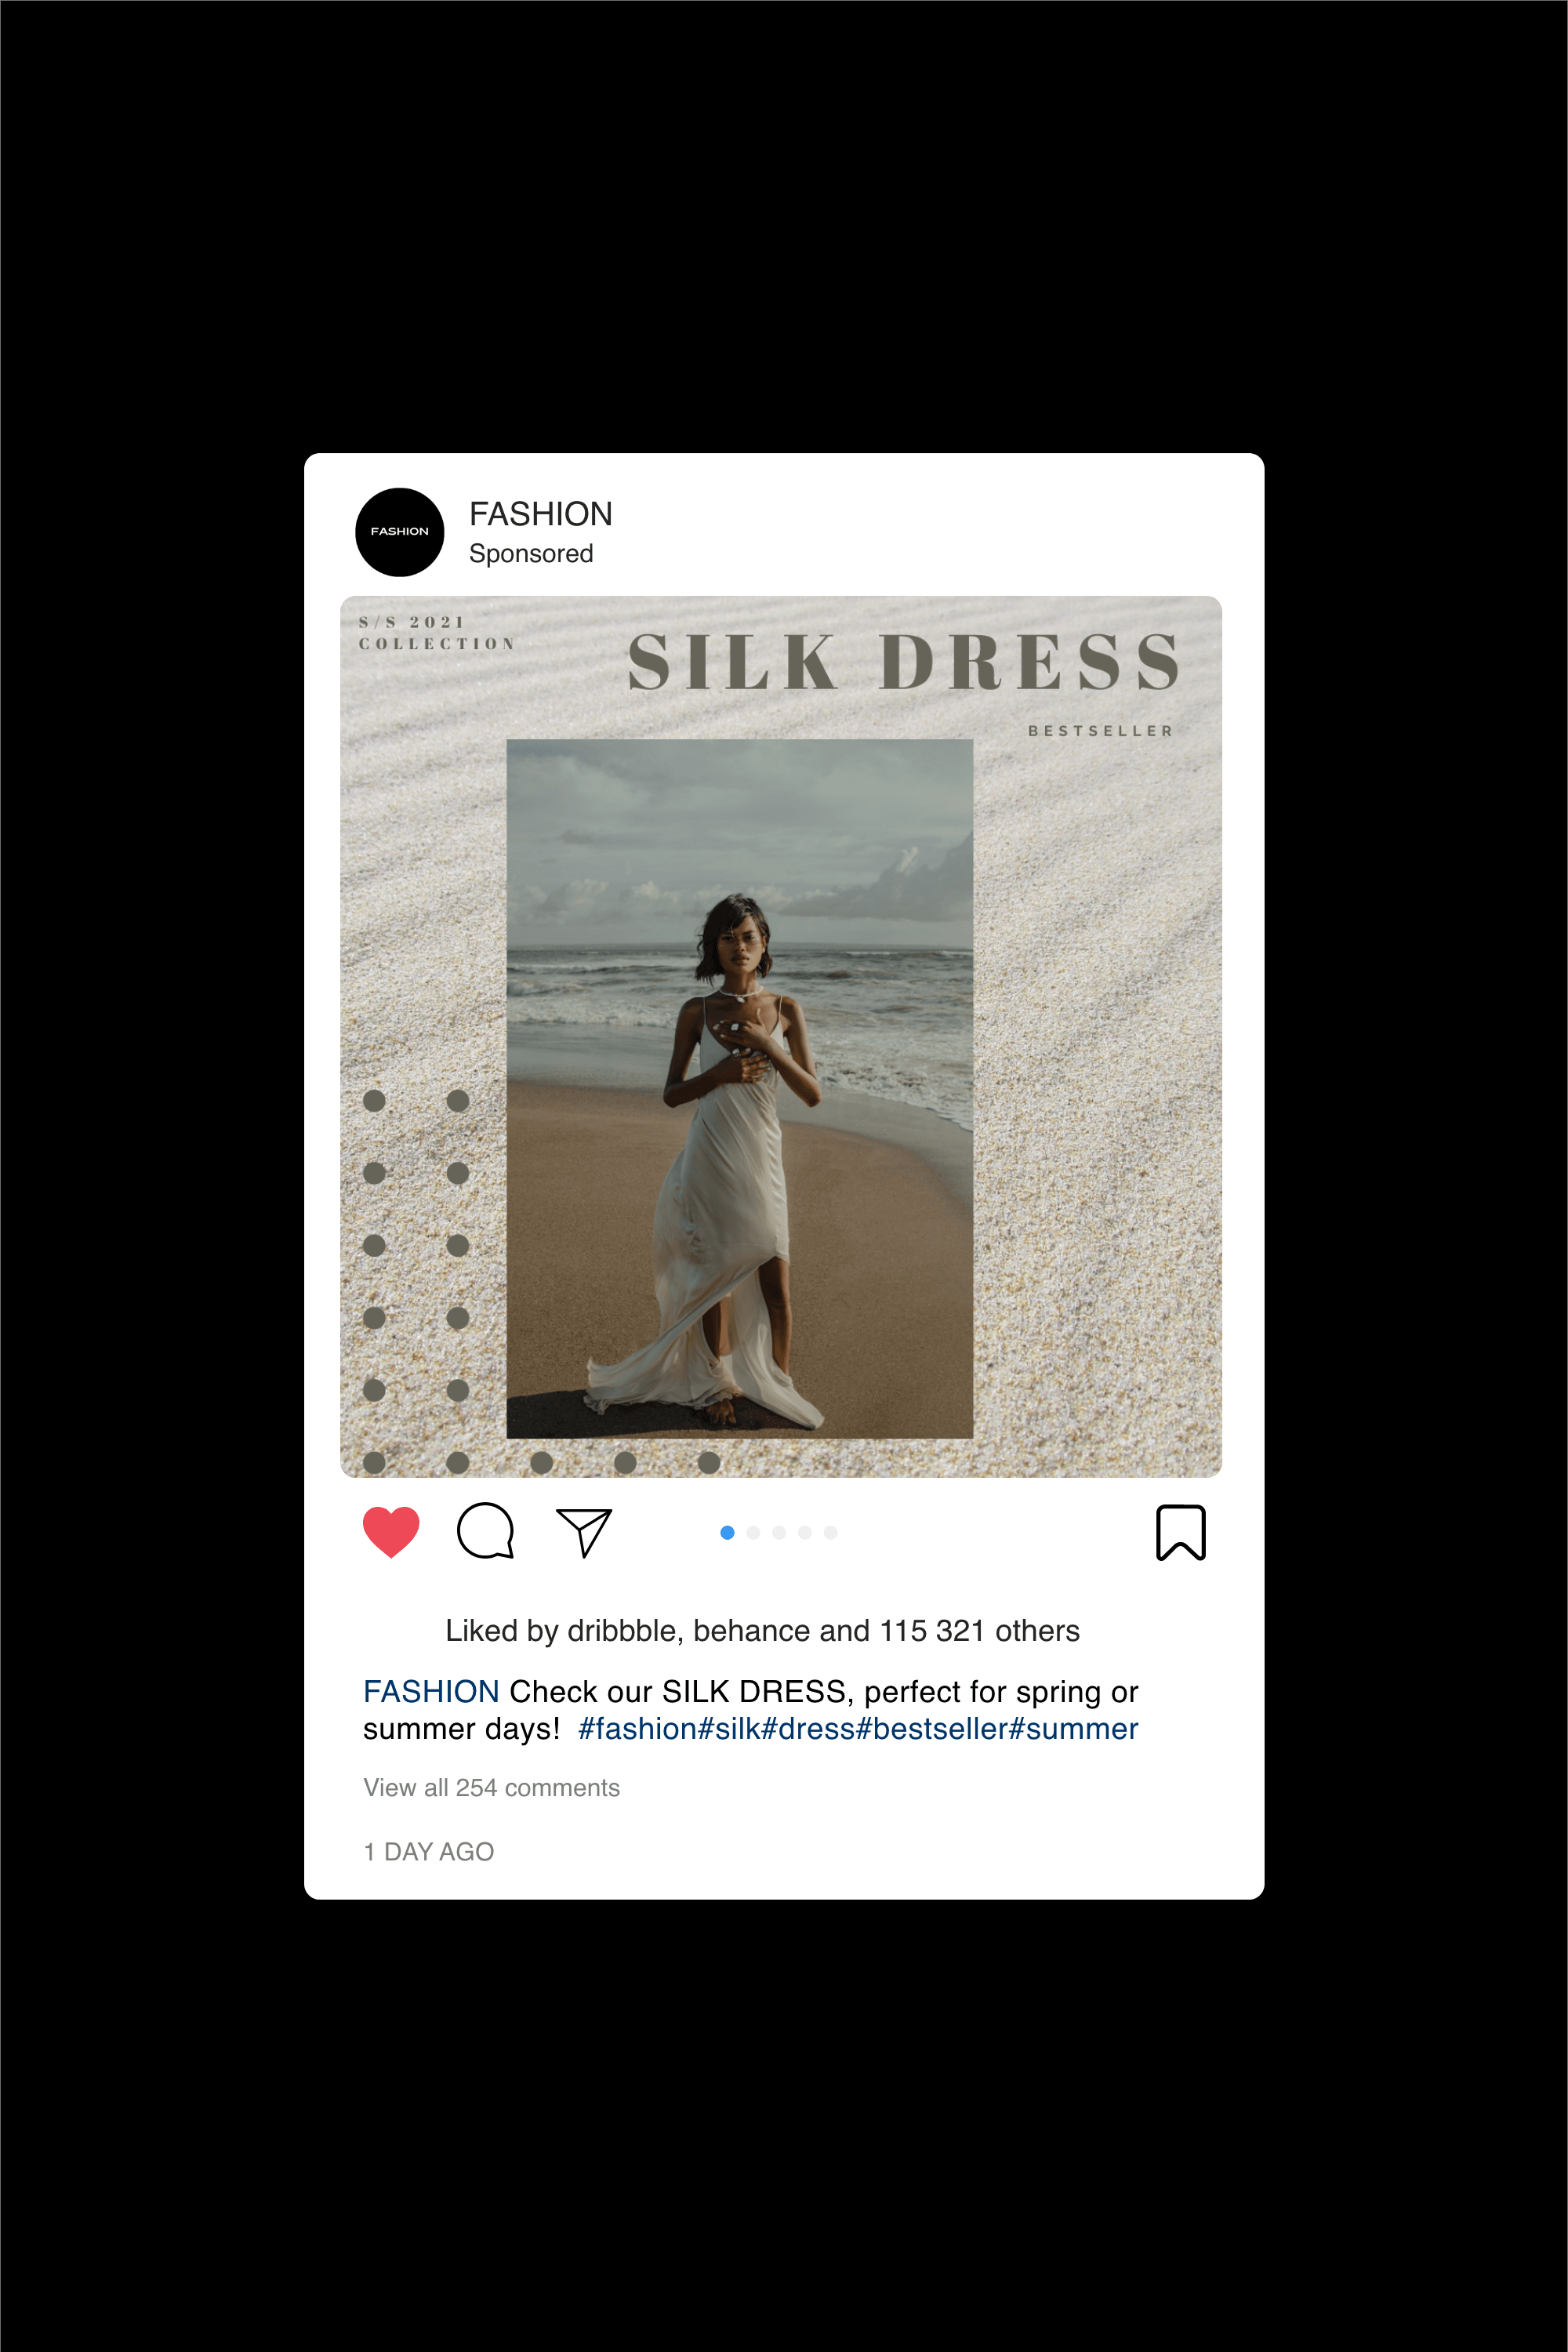 FASHION
FASHION
Sponsored
S/S 2021
COLLECTION
SILK DRESS
BESTSELLER
Liked by dribbble, behance and 115 321 others
FASHION Check our SILK DRESS, perfect for spring or
summer days!  #fashion#silk#dress#bestseller#summer
View all 254 comments
1 DAY AGO